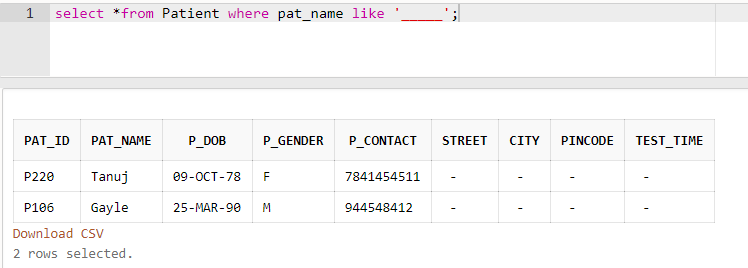 1 select *from Patient where pat_name like '_____';
PAT_ID PAT_NAME P_DOB P_GENDER P_CONTACT STREET CITY PINCODE TEST_TIME
P220 Tanuj 09-OCT-78 F 7841454511 - - - -
P106 Gayle 25-MAR-90 M 944548412 - - - -
Download CSV
2 rows selected.